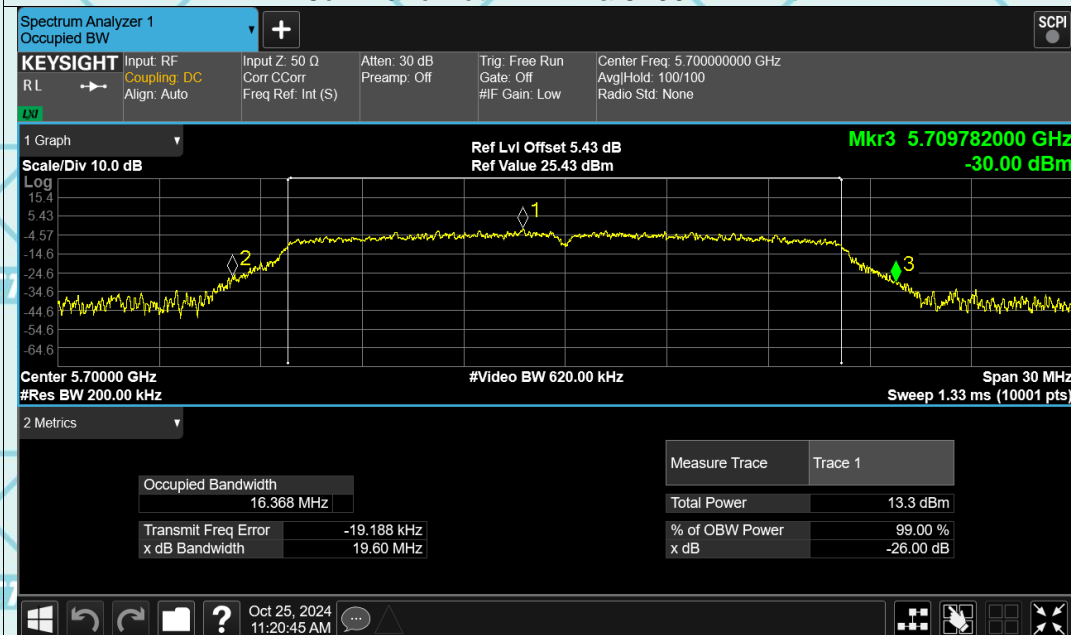 Spectrum Analyzer 1
Occupied BW
+
SCPI
KEYSIGHT
R L
LXI
Input: RF
Coupling: DC
Align: Auto
Input Z: 50 Ω
Corr CCorr
Freq Ref: Int (S)
Atten: 30 dB
Preamp: Off
Trig: Free Run
Gate: Off
#IF Gain: Low
Center Freq: 5.700000000 GHz
Avg|Hold: 100/100
Radio Std: None
1 Graph
Scale/Div 10.0 dB
Ref Lvl Offset 5.43 dB
Ref Value 25.43 dBm
Mkr3 5.709782000 GHz
-30.00 dBm
Log
15.4
5.43
-4.57
-14.6
-24.6
-34.6
-44.6
-54.6
-64.6
1
2
3
Center 5.70000 GHz
#Video BW 620.00 kHz
Span 30 MHz
#Res BW 200.00 kHz
Sweep 1.33 ms (10001 pts)
2 Metrics
Occupied Bandwidth
16.368 MHz
Transmit Freq Error -19.188 kHz
x dB Bandwidth 19.60 MHz
Measure Trace Trace 1
Total Power 13.3 dBm
% of OBW Power 99.00 %
x dB -26.00 dB
?
Oct 25, 2024
11:20:45 AM